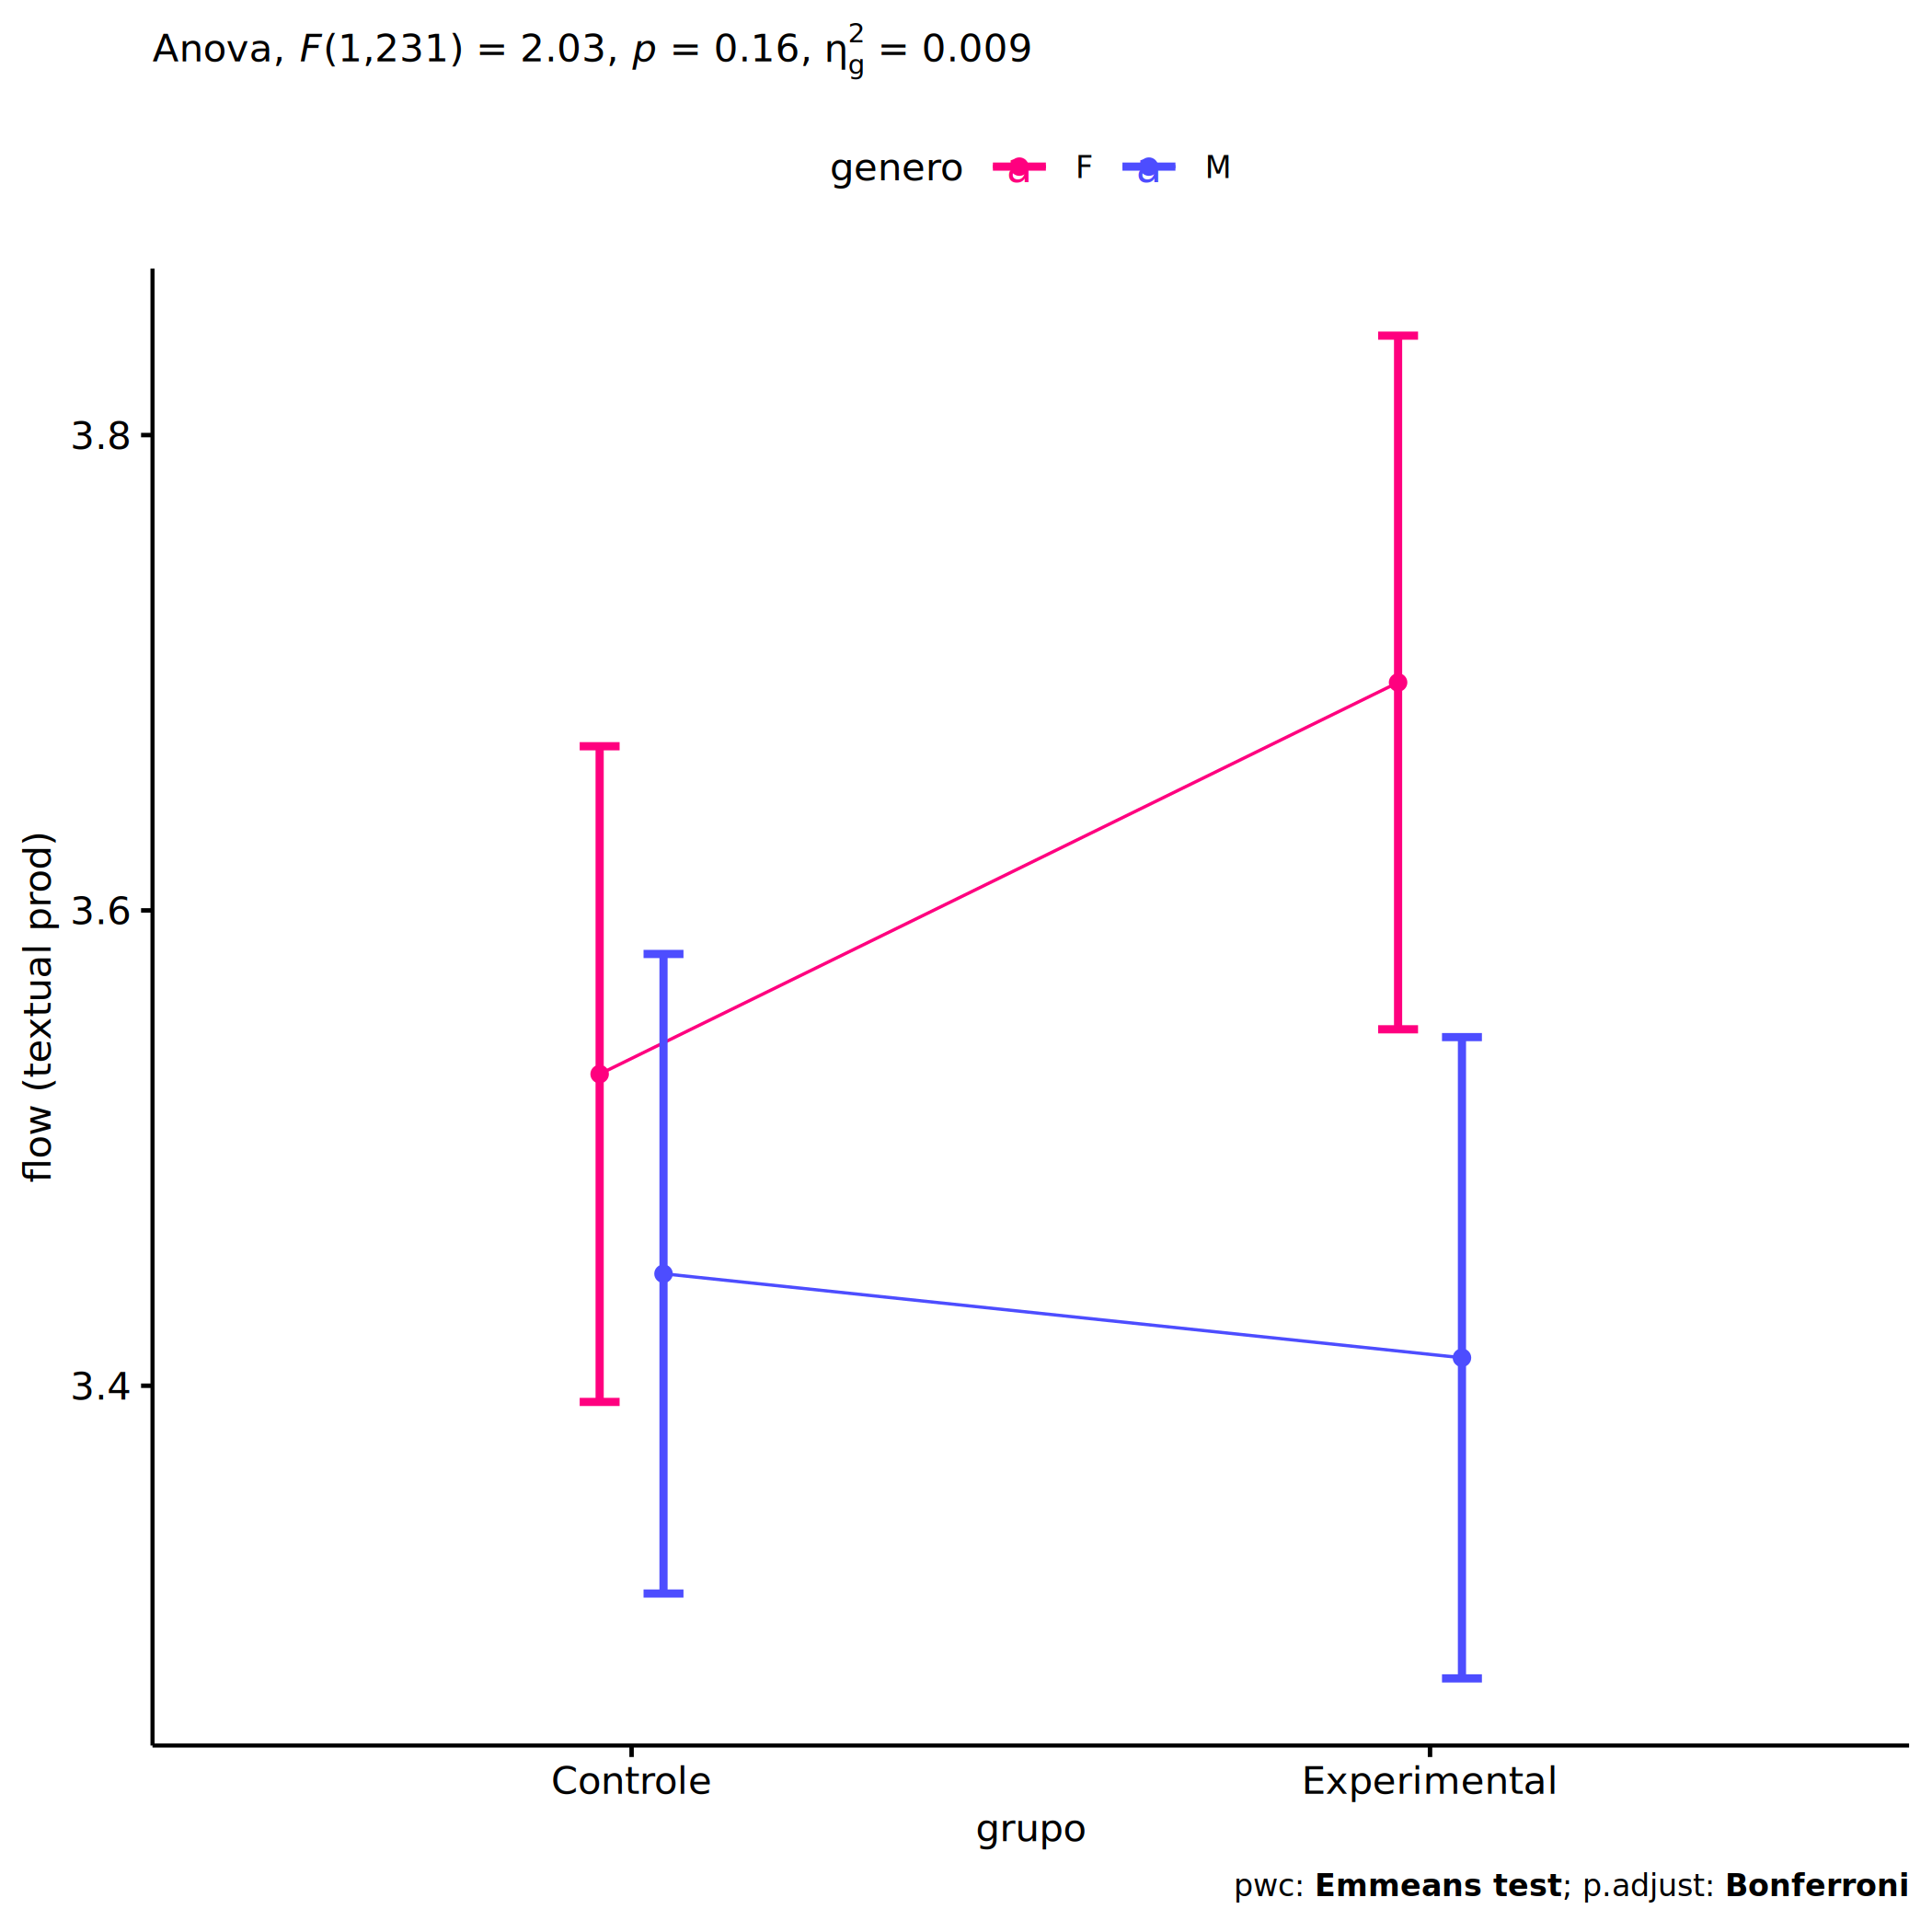 Anova, F(1,231) = 2.03, p = 0.16, η²g = 0.009
genero a F a M
3.8
3.6
3.4
flow (textual prod)
Controle Experimental
grupo
pwc: Emmeans test; p.adjust: Bonferroni